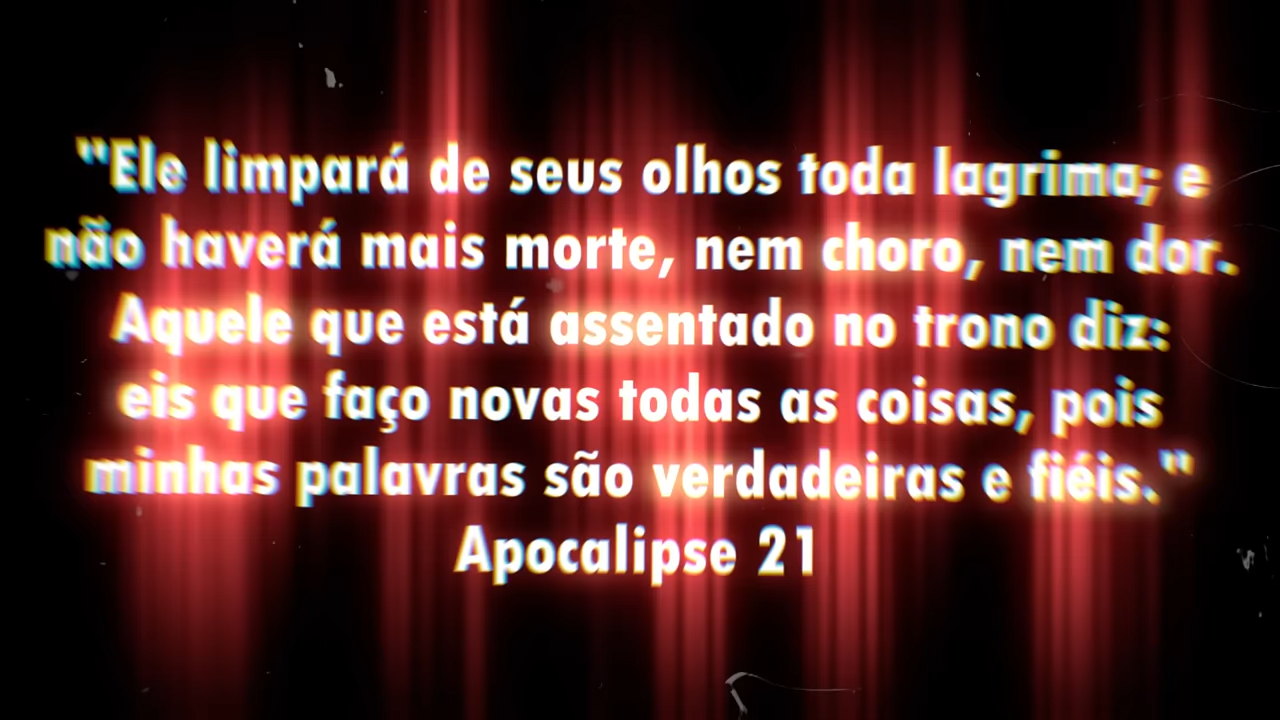 "Ele limpará de seus olhos toda lagrima; e
não haverá mais morte, nem choro, nem dor.
Aquele que está assentado no trono diz:
eis que faço novas todas as coisas, pois
minhas palavras são verdadeiras e fiéis."
Apocalipse 21